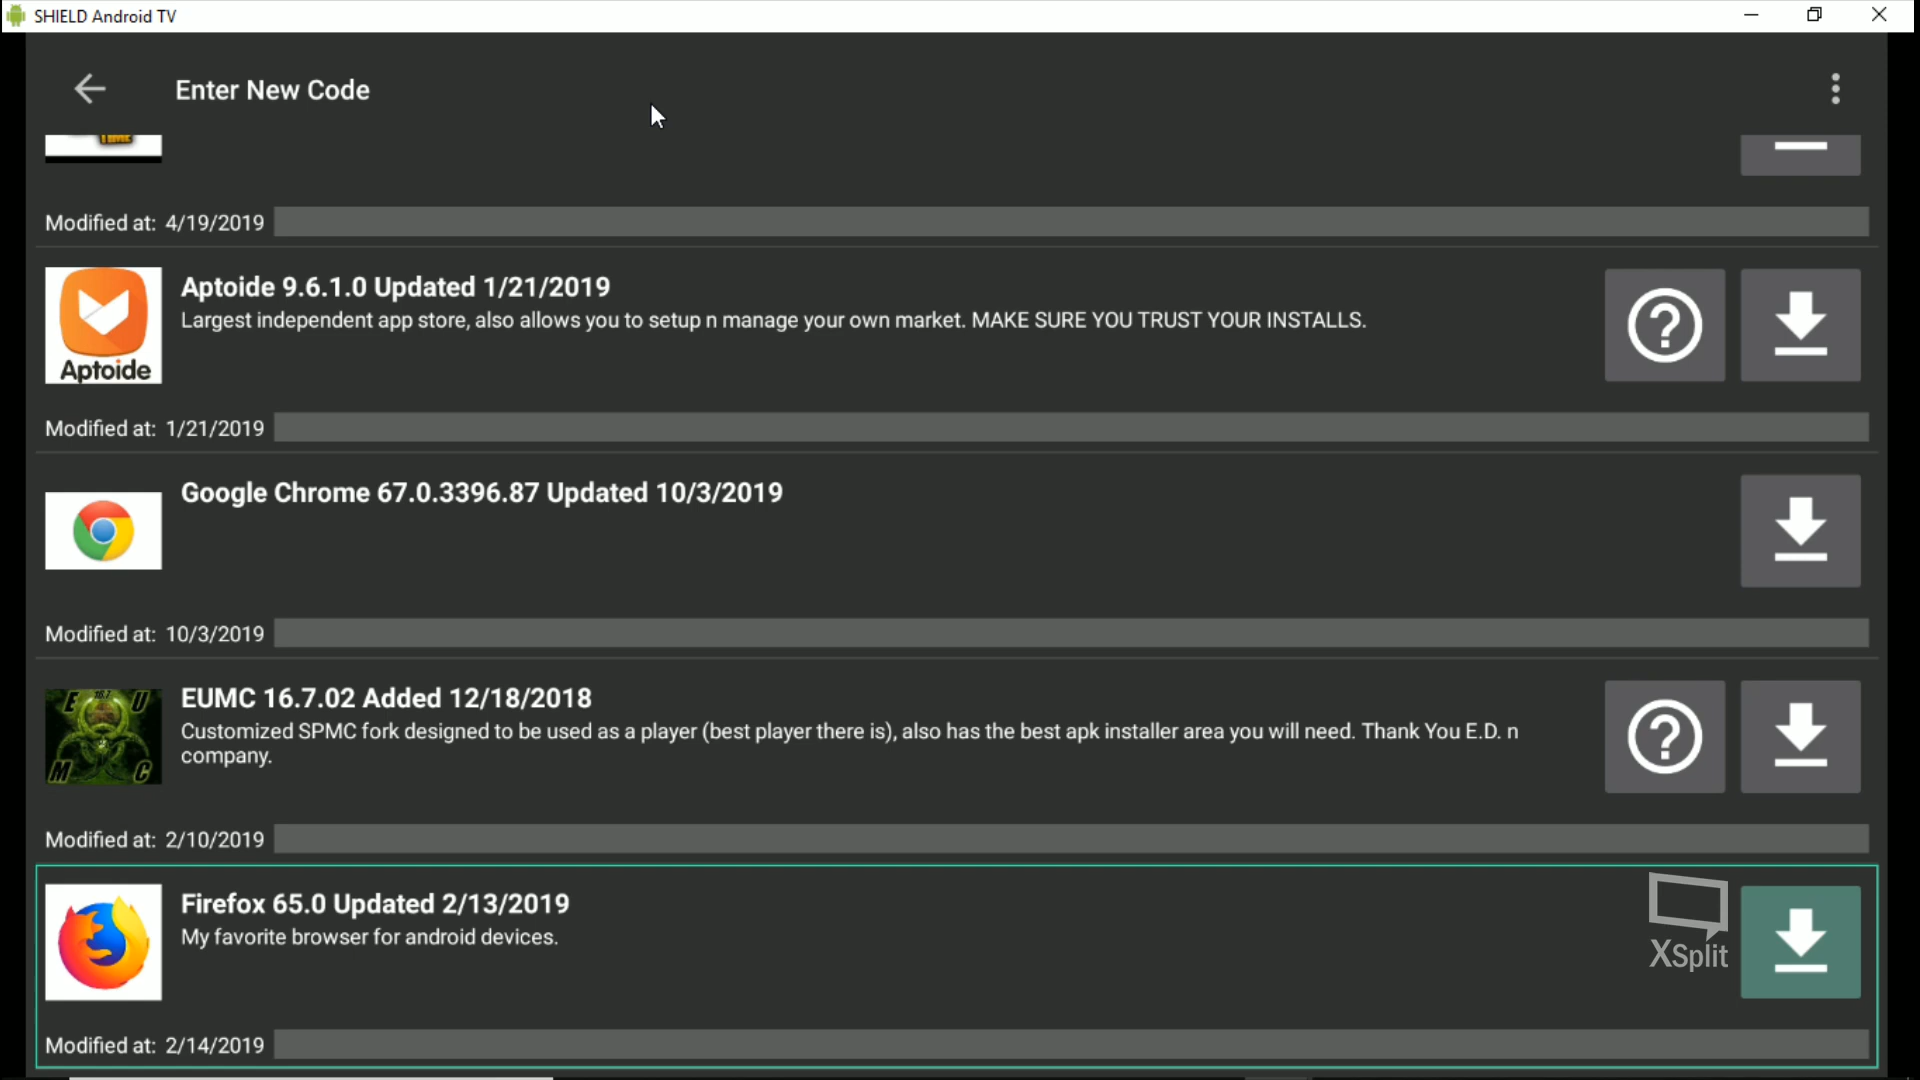 SHIELD Android TV
Enter New Code
Modified at: 4/19/2019
Aptoide 9.6.1.0 Updated 1/21/2019
Largest independent app store, also allows you to setup n manage your own market. MAKE SURE YOU TRUST YOUR INSTALLS.
Aptoide
Modified at: 1/21/2019
Google Chrome 67.0.3396.87 Updated 10/3/2019
Modified at: 10/3/2019
EUMC 16.7.02 Added 12/18/2018
Customized SPMC fork designed to be used as a player (best player there is), also has the best apk installer area you will need. Thank You E.D. n
company.
E 16.7 U
M C
Modified at: 2/10/2019
Firefox 65.0 Updated 2/13/2019
My favorite browser for android devices.
XSplit
Modified at: 2/14/2019